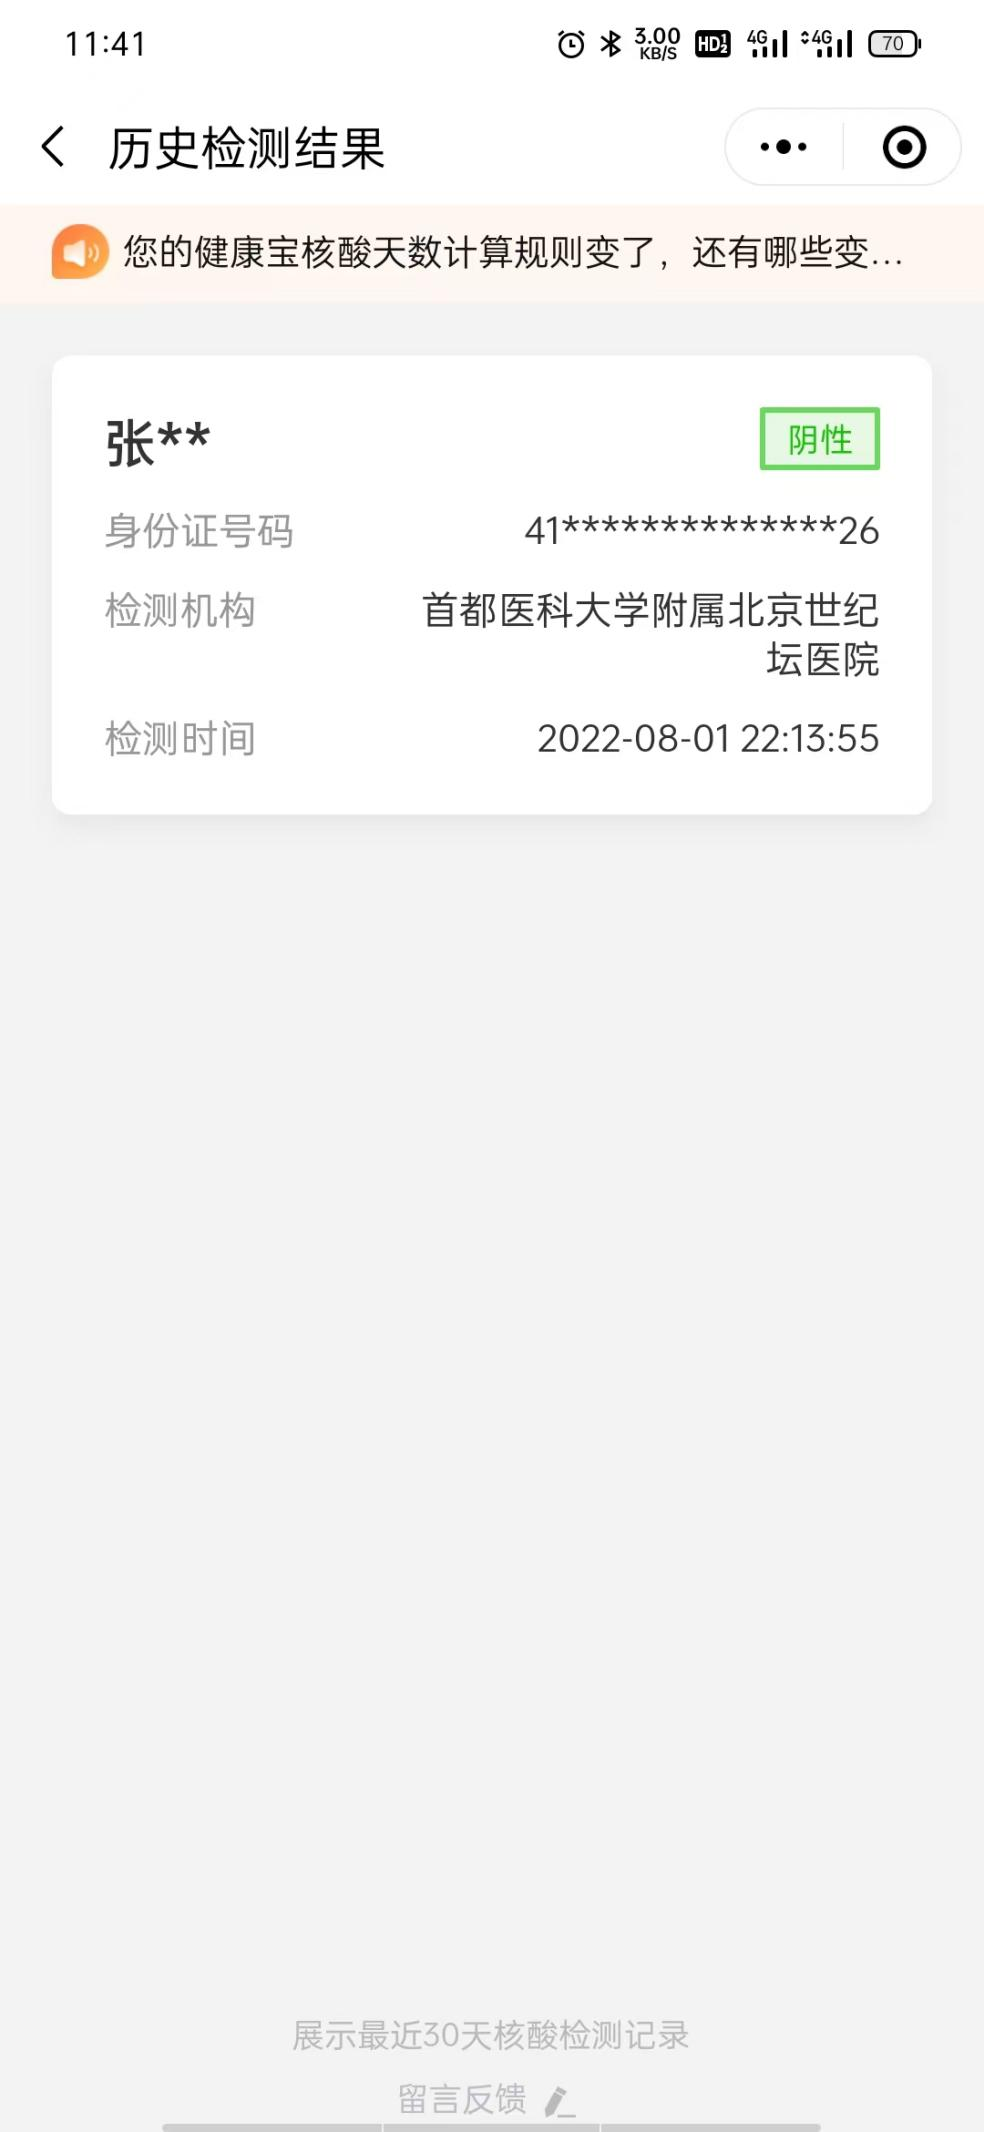 11:41
3.00
KB/S
HD
1
2
4G
4G
70
历史检测结果
您的健康宝核酸天数计算规则变了，还有哪些变...
张**
阴性
身份证号码
41**************26
检测机构
首都医科大学附属北京世纪
坛医院
检测时间
2022-08-01 22:13:55
展示最近30天核酸检测记录
留言反馈